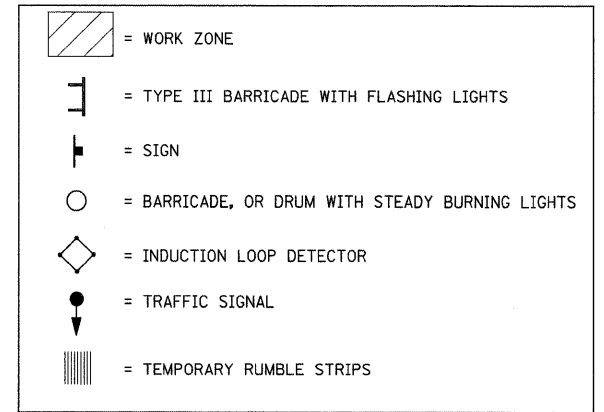 = WORK ZONE
= TYPE III BARRICADE WITH FLASHING LIGHTS
= SIGN
= BARRICADE, OR DRUM WITH STEADY BURNING LIGHTS
= INDUCTION LOOP DETECTOR
= TRAFFIC SIGNAL
= TEMPORARY RUMBLE STRIPS